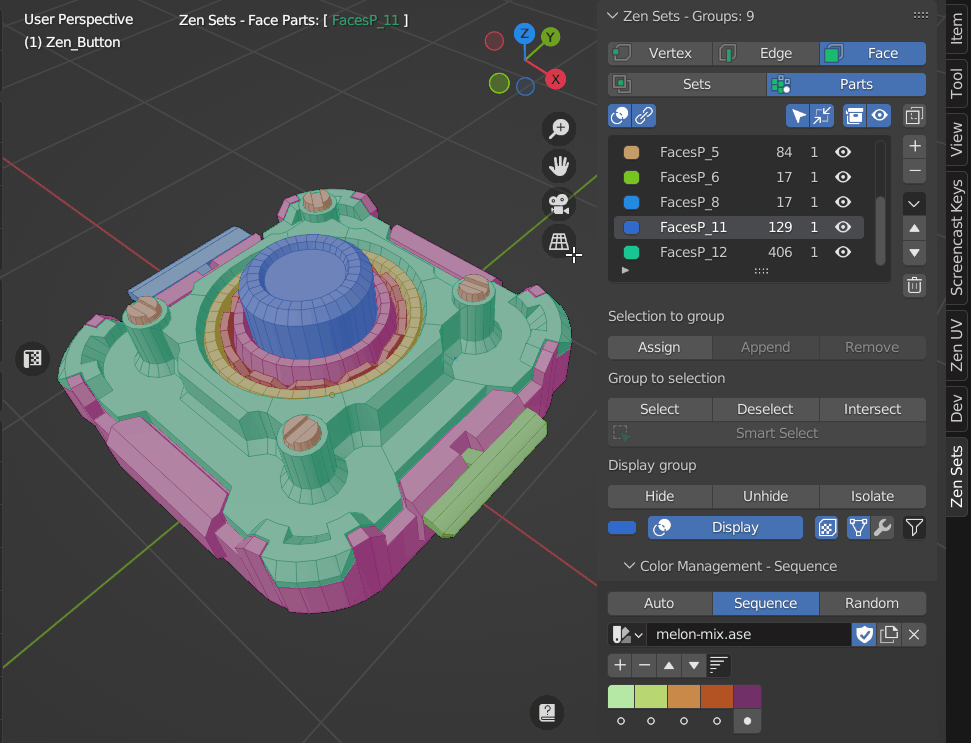 User Perspective
(1) Zen_Button
Zen Sets - Face Parts: [ FacesP_11 ]
Z
Y
X
Zen Sets - Groups: 9
Vertex
Edge
Face
Sets
Parts
FacesP_5 84 1
FacesP_6 17 1
FacesP_8 17 1
FacesP_11 129 1
FacesP_12 406 1
Selection to group
Assign
Append
Remove
Group to selection
Select
Deselect
Intersect
Smart Select
Display group
Hide
Unhide
Isolate
Display
Color Management - Sequence
Auto
Sequence
Random
melon-mix.ase
Item
Tool
View
Screencast Keys
Zen UV
Dev
Zen Sets